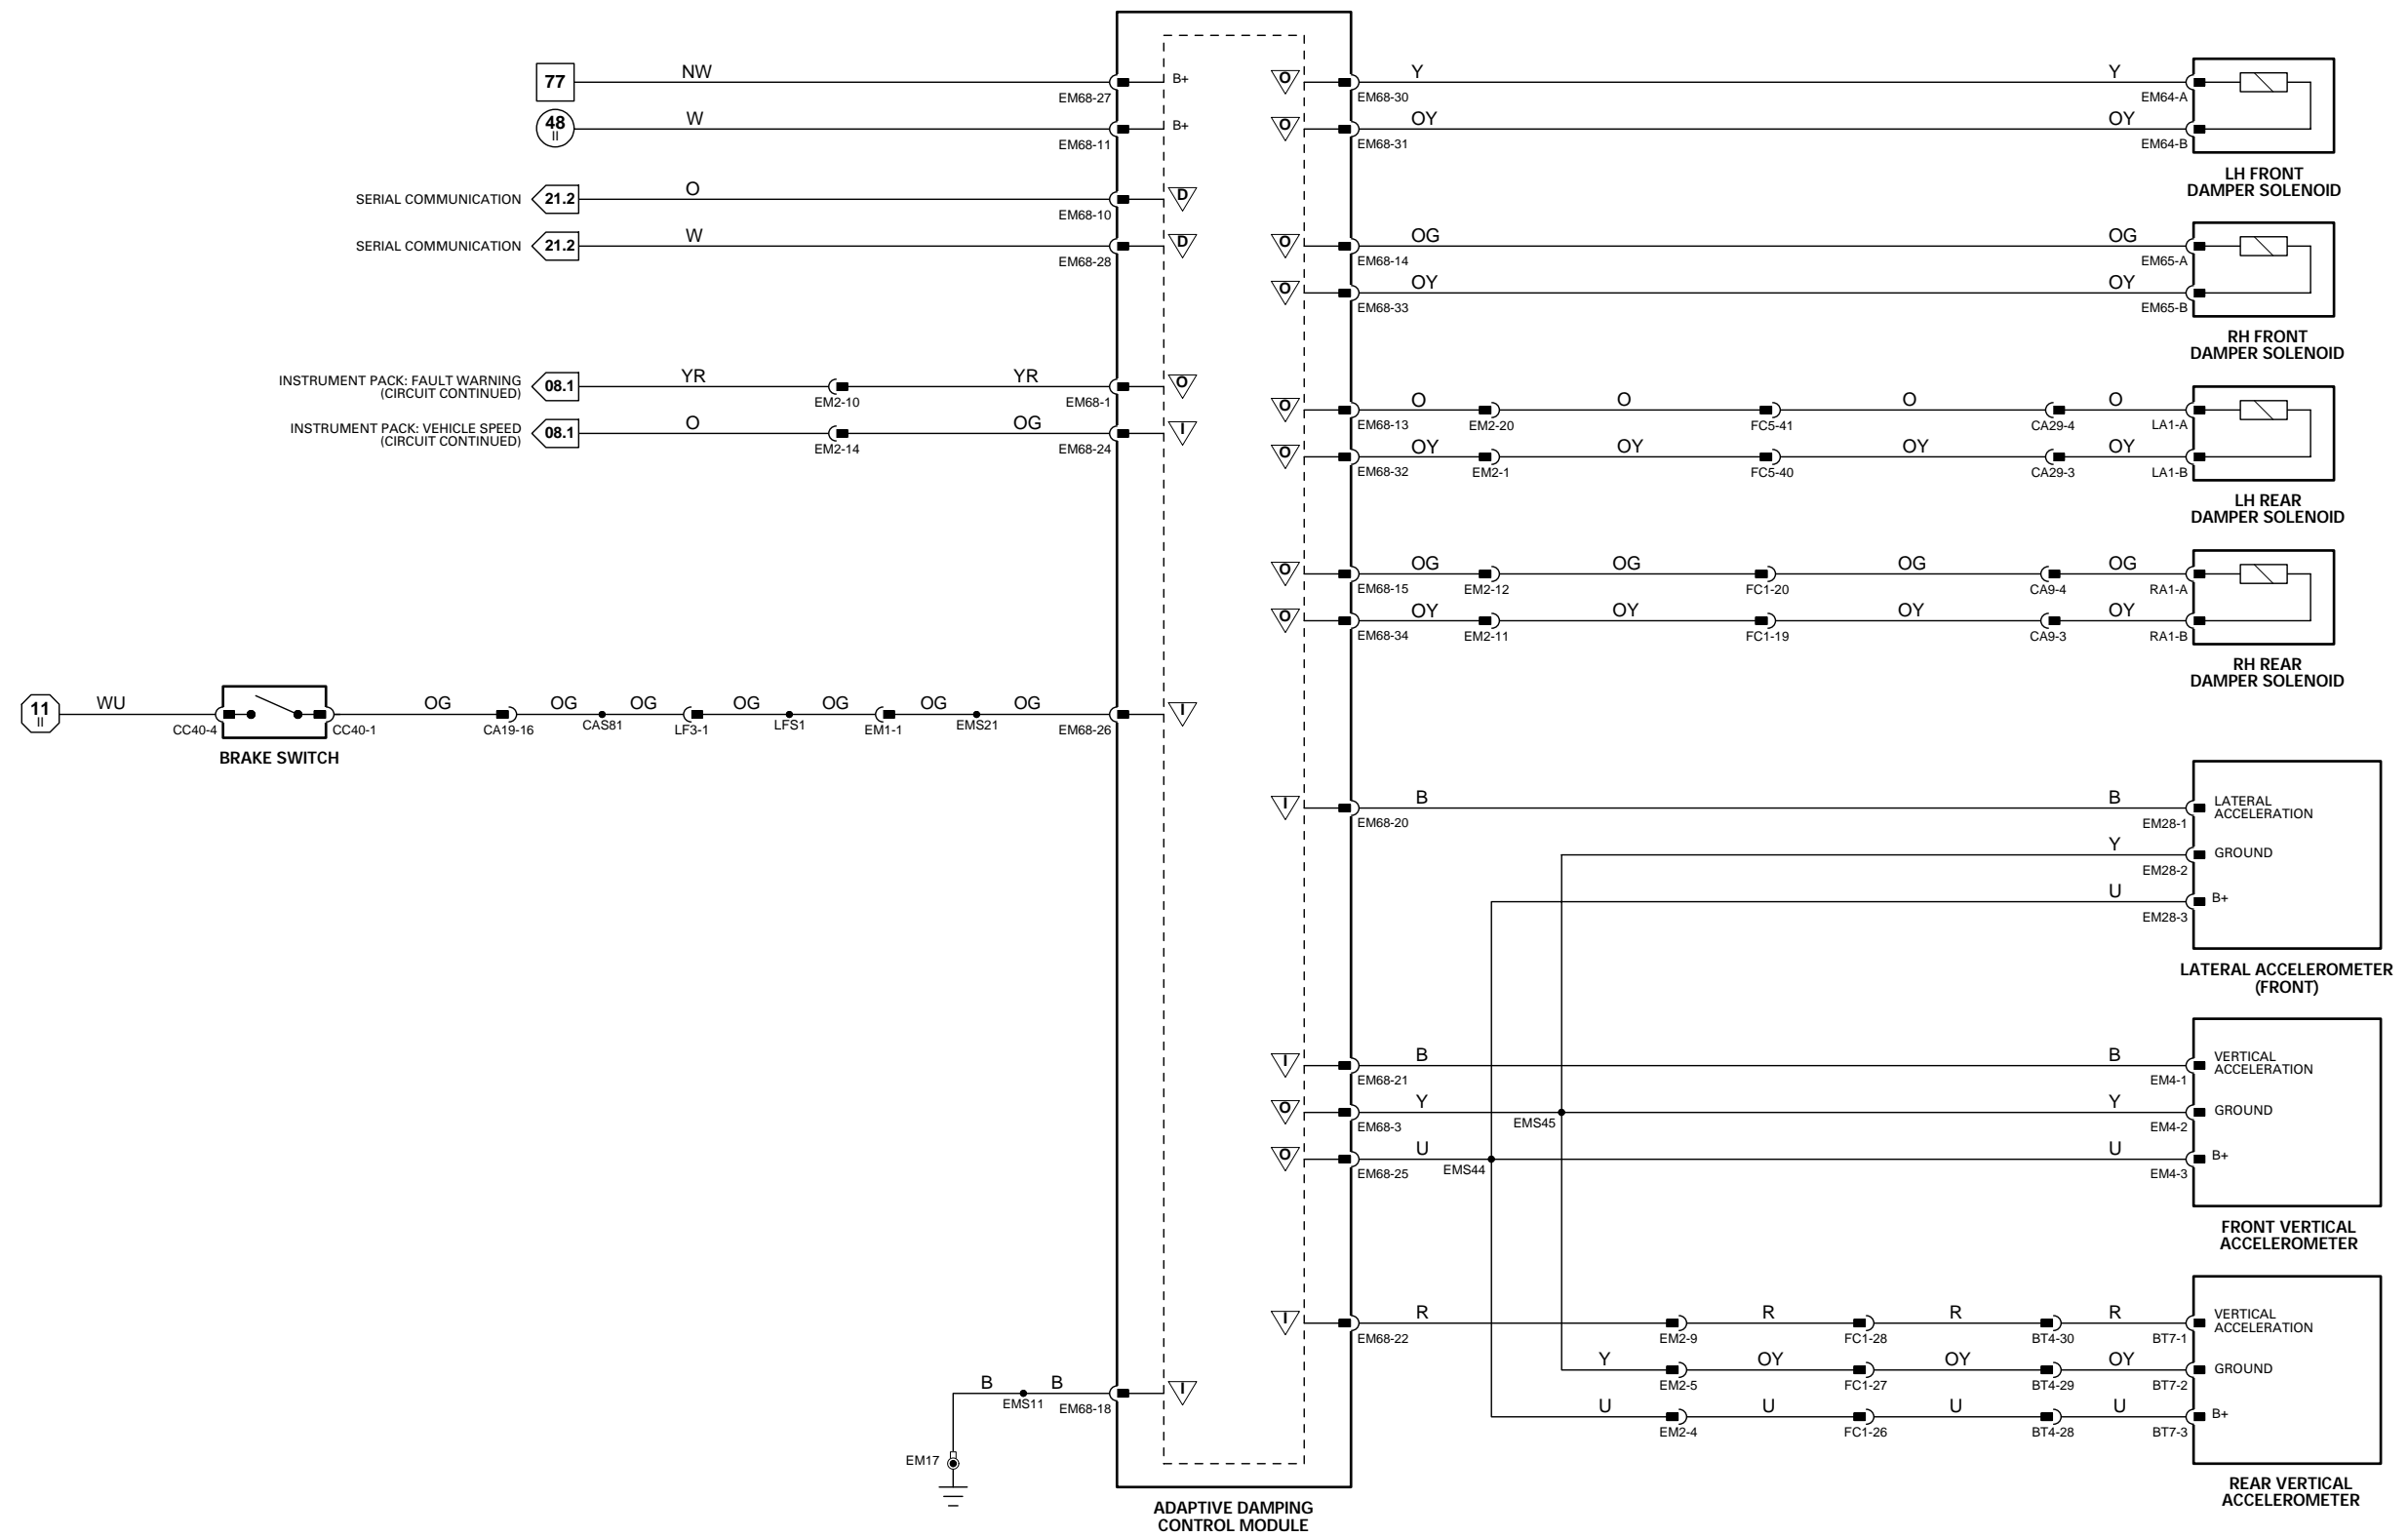 77 NW EM68-27 B+
48 II W EM68-11 B+
SERIAL COMMUNICATION 21.2 O EM68-10 D
SERIAL COMMUNICATION 21.2 W EM68-28 D
INSTRUMENT PACK: FAULT WARNING
(CIRCUIT CONTINUED)
08.1 YR EM2-10 YR EM68-1 O
INSTRUMENT PACK: VEHICLE SPEED
(CIRCUIT CONTINUED)
08.1 O EM2-14 OG EM68-24 I
11 II WU CC40-4 CC40-1 OG CA19-16 OG CAS81 OG LF3-1 OG LFS1 OG EM1-1 OG EMS21 OG EM68-26 I
BRAKE SWITCH
B EMS11 B EM68-18 I
EM17
ADAPTIVE DAMPING
CONTROL MODULE
O EM68-30 Y Y EM64-A
O EM68-31 OY OY EM64-B
LH FRONT
DAMPER SOLENOID
O EM68-14 OG OG EM65-A
O EM68-33 OY OY EM65-B
RH FRONT
DAMPER SOLENOID
O EM68-13 O EM2-20 O FC5-41 O CA29-4 O LA1-A
O EM68-32 OY EM2-1 OY FC5-40 OY CA29-3 OY LA1-B
LH REAR
DAMPER SOLENOID
O EM68-15 OG EM2-12 OG FC1-20 OG CA9-4 OG RA1-A
O EM68-34 OY EM2-11 OY FC1-19 OY CA9-3 OY RA1-B
RH REAR
DAMPER SOLENOID
I EM68-20 B B EM28-1 LATERAL
ACCELERATION
Y EM28-2 GROUND
U EM28-3 B+
LATERAL ACCELEROMETER
(FRONT)
I EM68-21 B B EM4-1 VERTICAL
ACCELERATION
O EM68-3 Y EMS45 Y EM4-2 GROUND
O EM68-25 U EMS44 U EM4-3 B+
FRONT VERTICAL
ACCELEROMETER
I EM68-22 R EM2-9 R FC1-28 R BT4-30 R BT7-1 VERTICAL
ACCELERATION
Y EM2-5 OY FC1-27 OY BT4-29 OY BT7-2 GROUND
U EM2-4 U FC1-26 U BT4-28 U BT7-3 B+
REAR VERTICAL
ACCELEROMETER